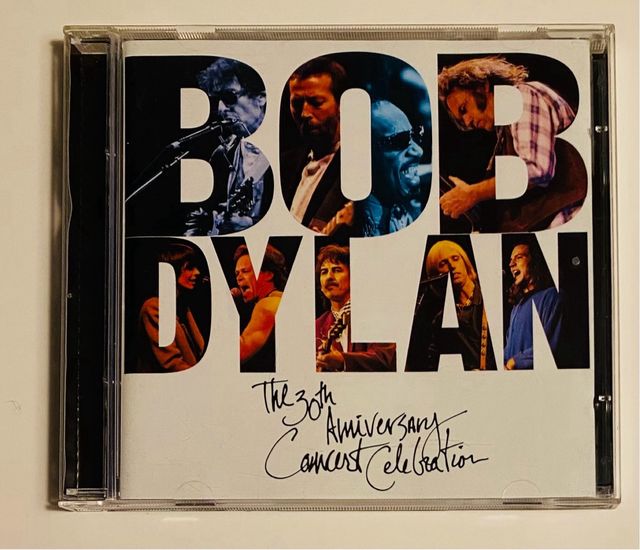 BOB
DYLAN
The 30th
Anniversary
Concert Celebration